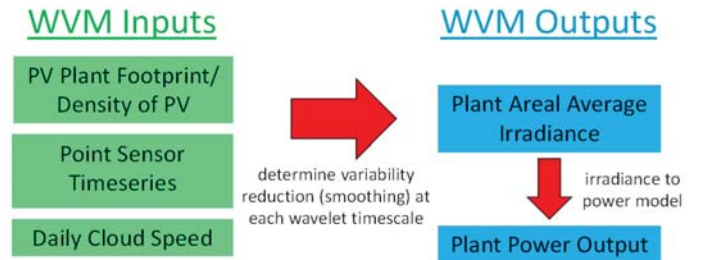 WVM Inputs
PV Plant Footprint/
Density of PV
Point Sensor
Timeseries
Daily Cloud Speed
determine variability
reduction (smoothing) at
each wavelet timescale
WVM Outputs
Plant Areal Average
Irradiance
irradiance to
power model
Plant Power Output